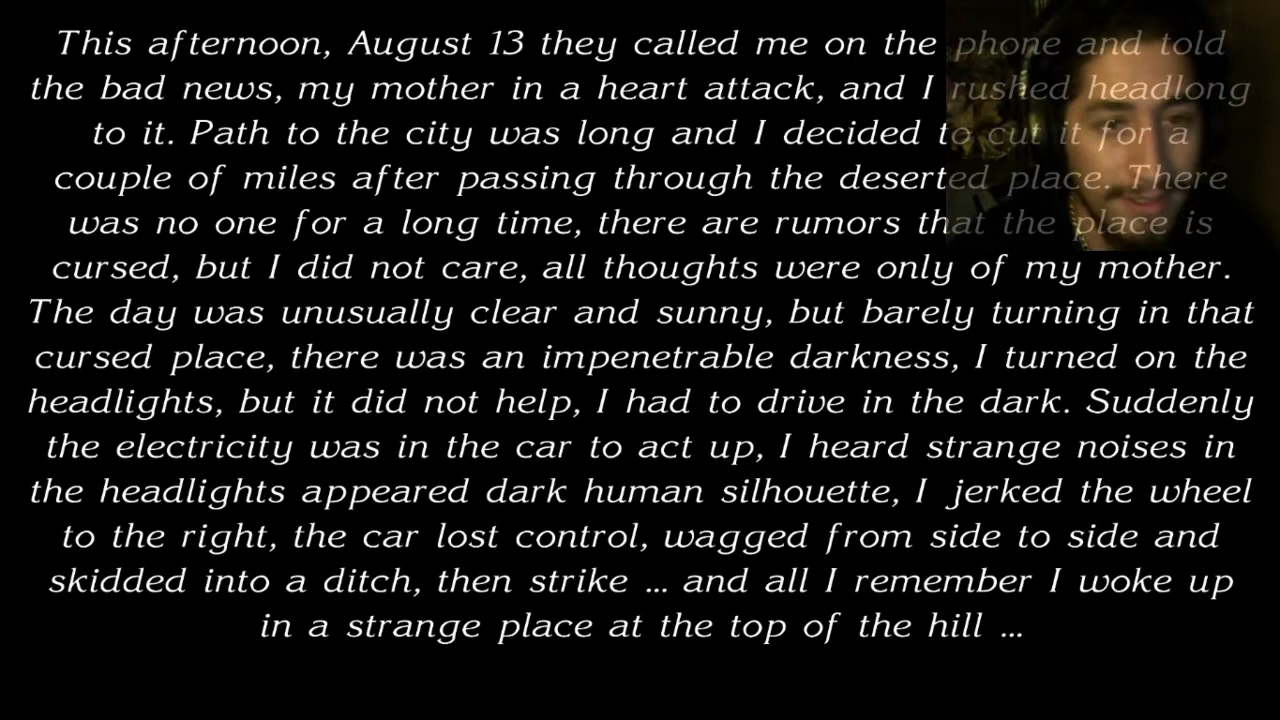 This afternoon, August 13 they called me on the phone and told
the bad news, my mother in a heart attack, and I rushed headlong
to it. Path to the city was long and I decided to cut it for a
couple of miles after passing through the deserted place. There
was no one for a long time, there are rumors that the place is
cursed, but I did not care, all thoughts were only of my mother.
The day was unusually clear and sunny, but barely turning in that
cursed place, there was an impenetrable darkness, I turned on the
headlights, but it did not help, I had to drive in the dark. Suddenly
the electricity was in the car to act up, I heard strange noises in
the headlights appeared dark human silhouette, I jerked the wheel
to the right, the car lost control, wagged from side to side and
skidded into a ditch, then strike ... and all I remember I woke up
in a strange place at the top of the hill ...